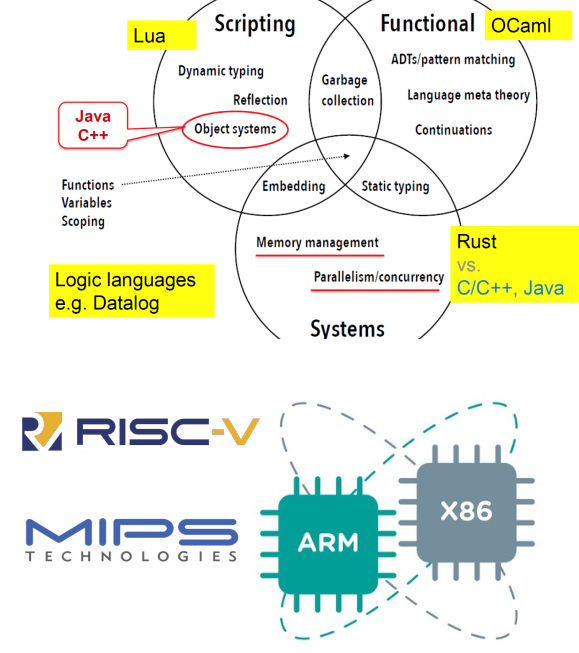 Scripting
Functional
Lua
OCaml
Dynamic typing
ADTs/pattern matching
Garbage
collection
Reflection
Language meta theory
Java
C++
Object systems
Continuations
Functions
Variables
Scoping
Embedding
Static typing
Memory management
Rust
vs.
C/C++, Java
Parallelism/concurrency
Logic languages
e.g. Datalog
Systems
RISC-V
MIPS
TECHNOLOGIES
ARM
X86